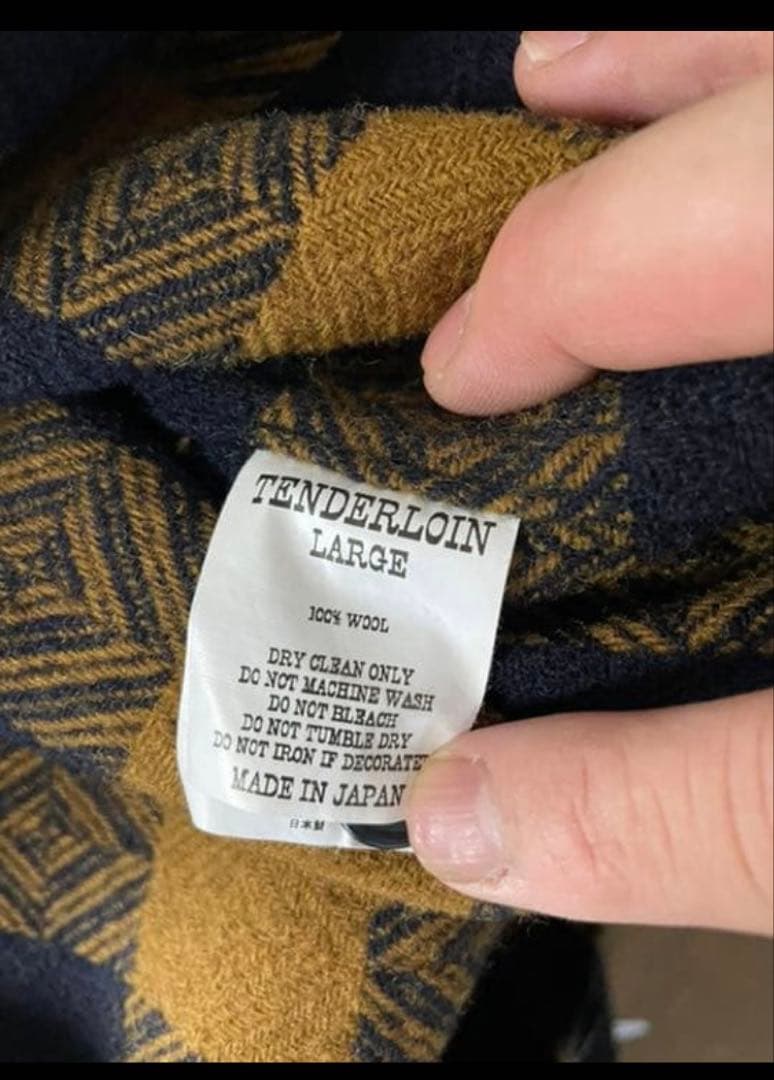 TENDERLOIN
LARGE
100% WOOL
DRY CLEAN ONLY
DO NOT MACHINE WASH
DO NOT BLEACH
DO NOT TUMBLE DRY
DO NOT IRON IF DECORATED
MADE IN JAPAN
日本製